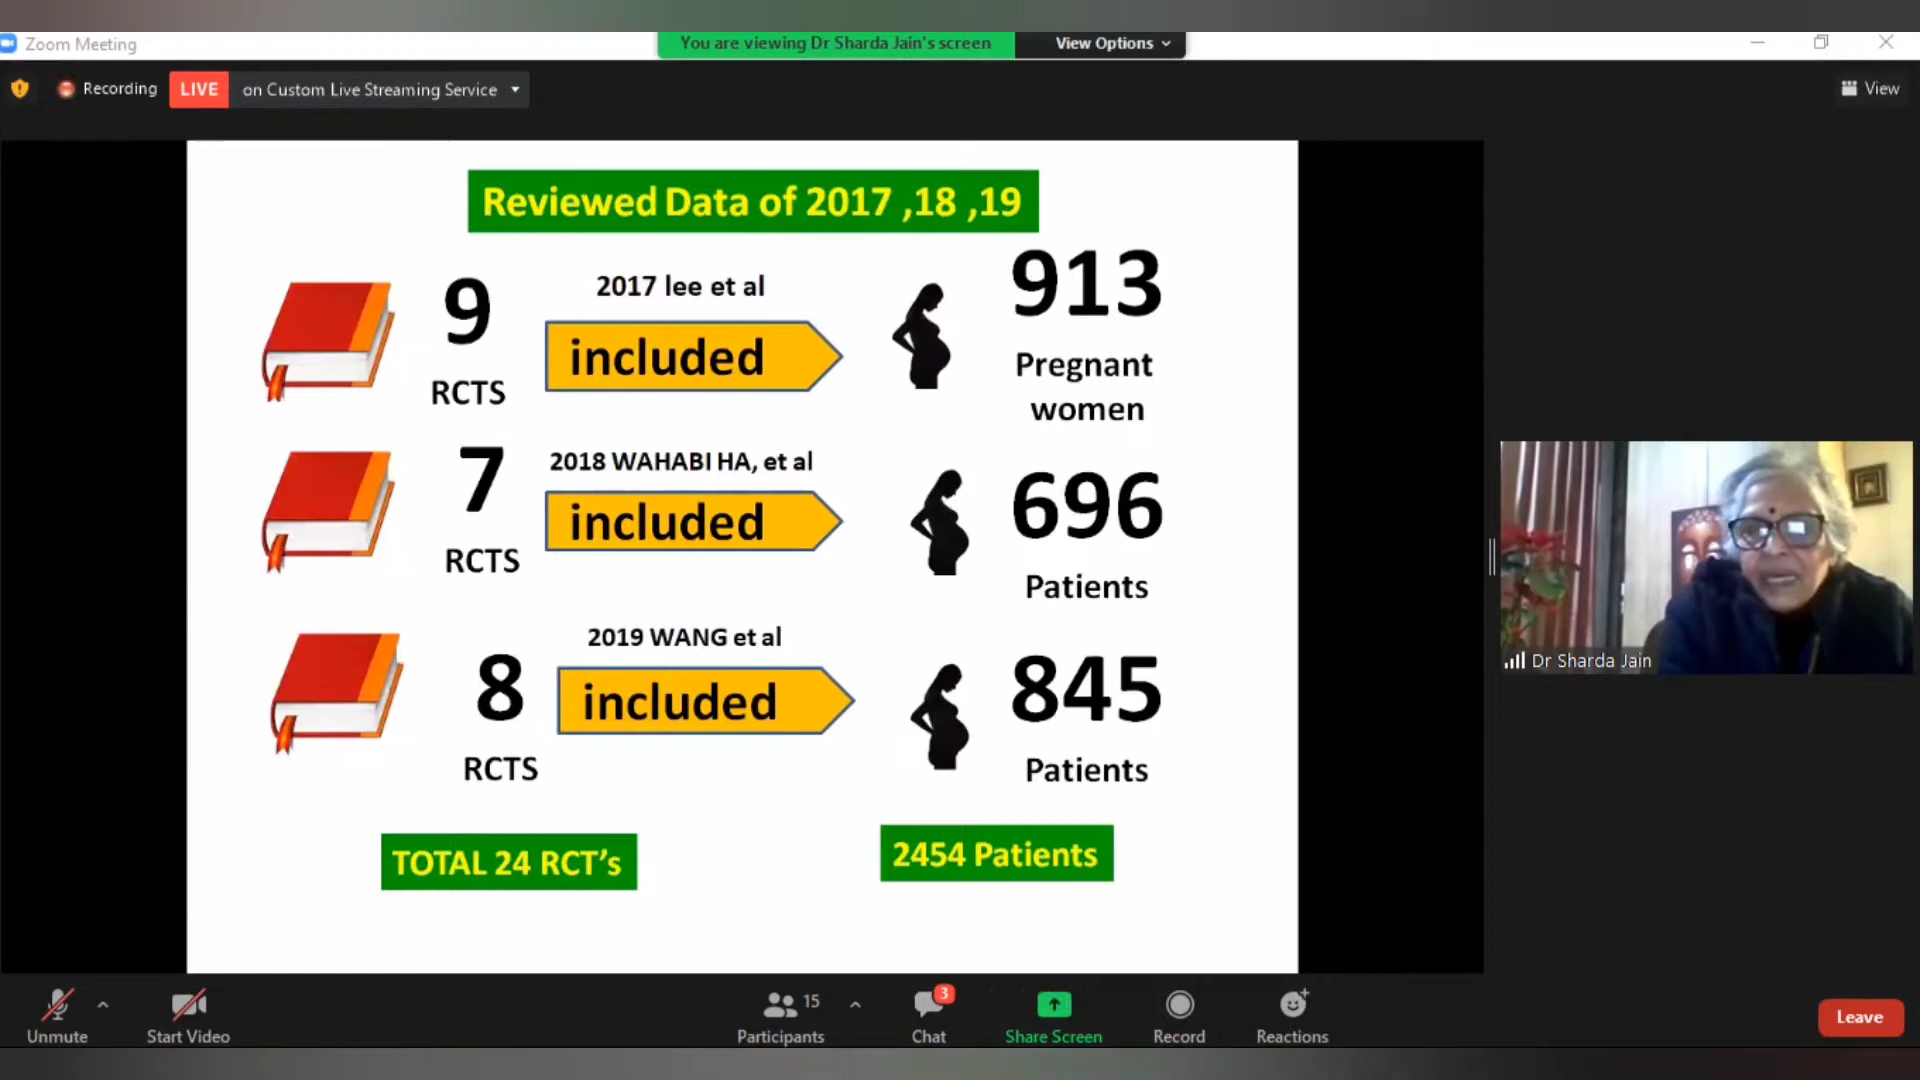 Zoom Meeting
You are viewing Dr Sharda Jain's screen
View Options
Recording
LIVE
on Custom Live Streaming Service
View
Reviewed Data of 2017 ,18 ,19
9
RCTS
2017 lee et al
included
913
Pregnant
women
7
RCTS
2018 WAHABI HA, et al
included
696
Patients
8
RCTS
2019 WANG et al
included
845
Patients
TOTAL 24 RCT’s
2454 Patients
Dr Sharda Jain
Unmute
Start Video
15
Participants
3
Chat
Share Screen
Record
Reactions
Leave